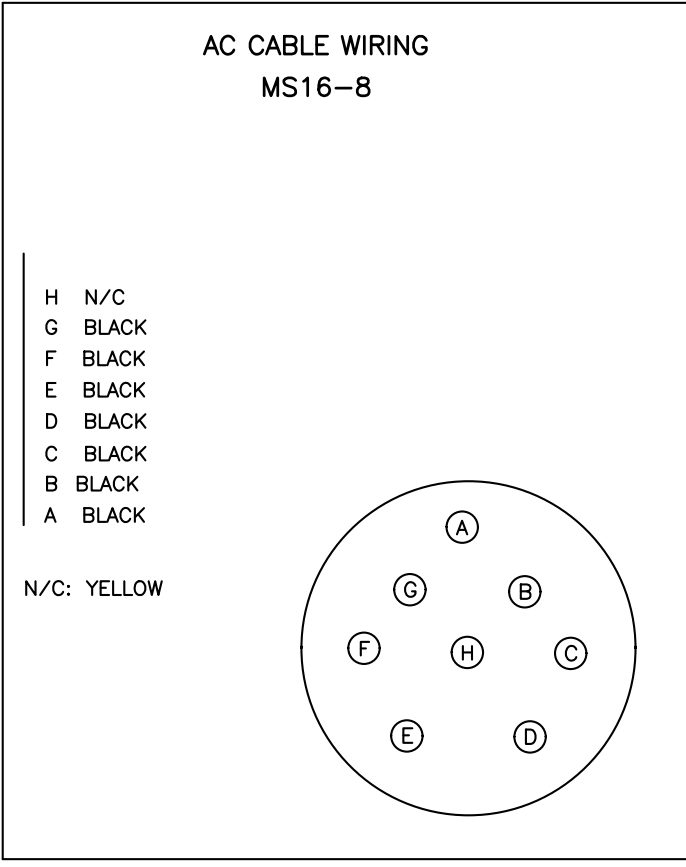 AC CABLE WIRING
MS16-8
H N/C
G BLACK
F BLACK
E BLACK
D BLACK
C BLACK
B BLACK
A BLACK
N/C: YELLOW
A
G B
F H C
E D